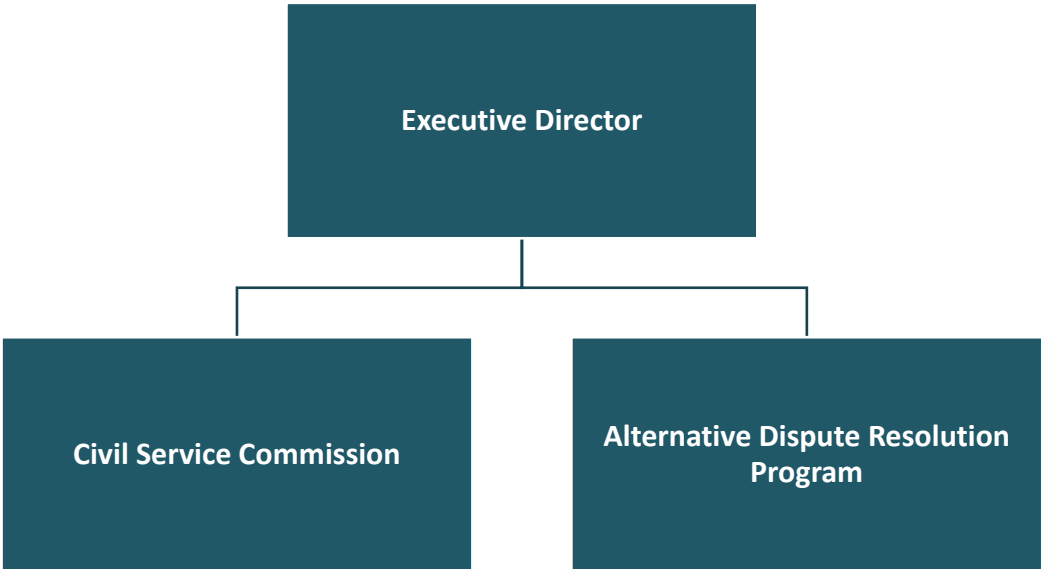 Executive Director
Civil Service Commission
Alternative Dispute Resolution
Program